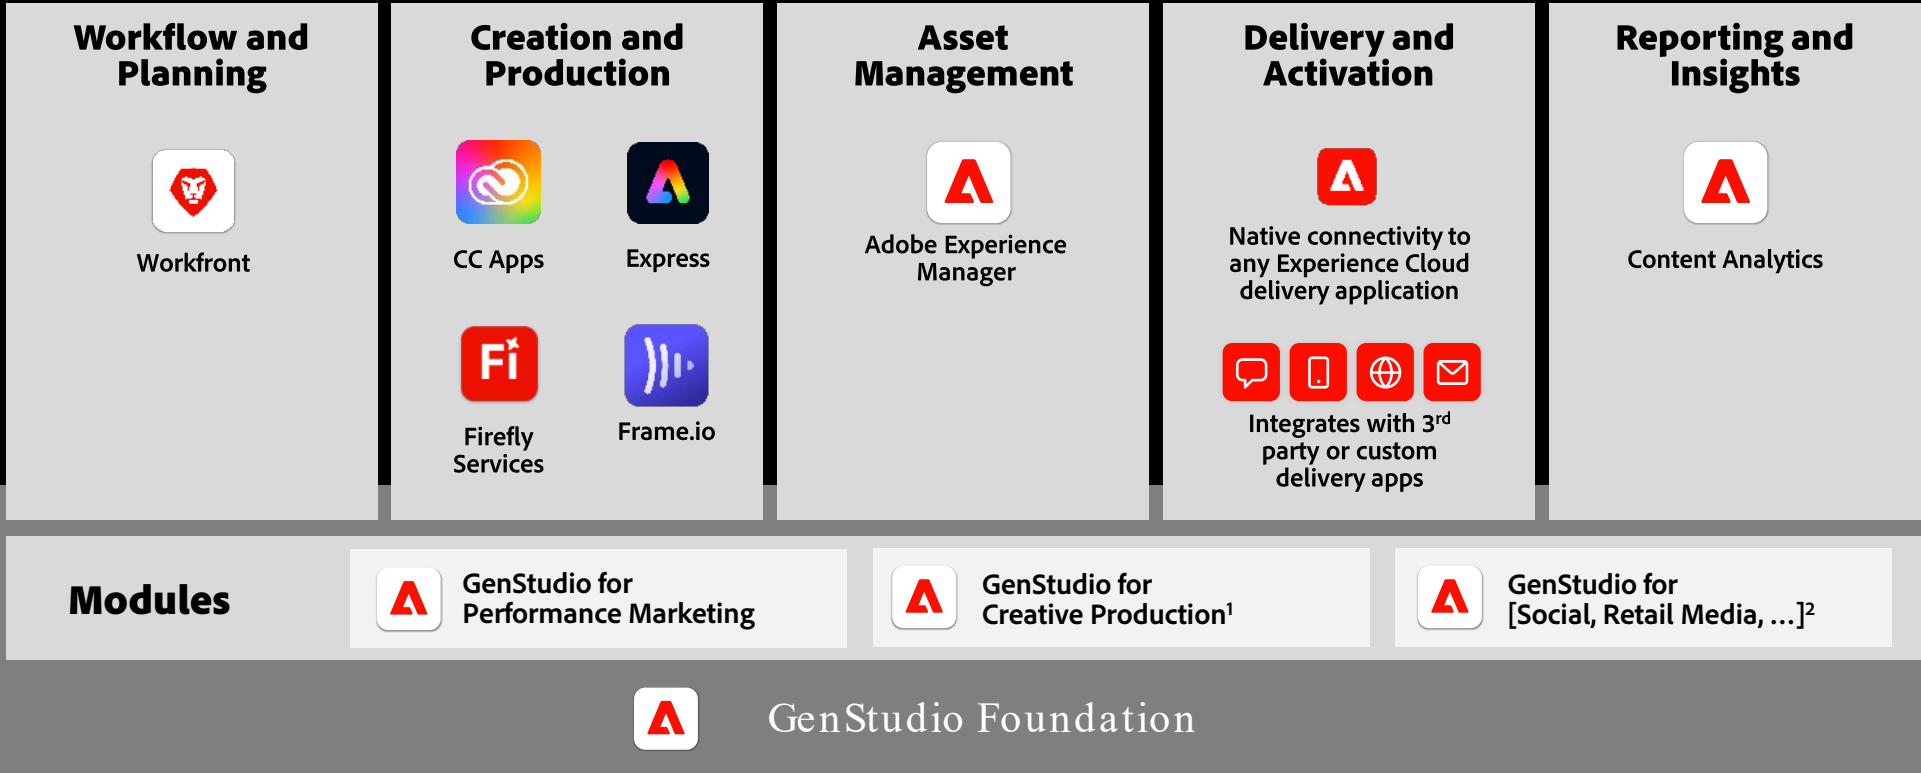 Workflow and
Planning
Workfront
Creation and
Production
CC Apps
Express
Fi
Firefly
Services
Frame.io
Asset
Management
Adobe Experience
Manager
Delivery and
Activation
Native connectivity to
any Experience Cloud
delivery application
Integrates with 3rd
party or custom
delivery apps
Reporting and
Insights
Content Analytics
Modules
GenStudio for
Performance Marketing
GenStudio for
Creative Production¹
GenStudio for
[Social, Retail Media, ...]²
GenStudio Foundation